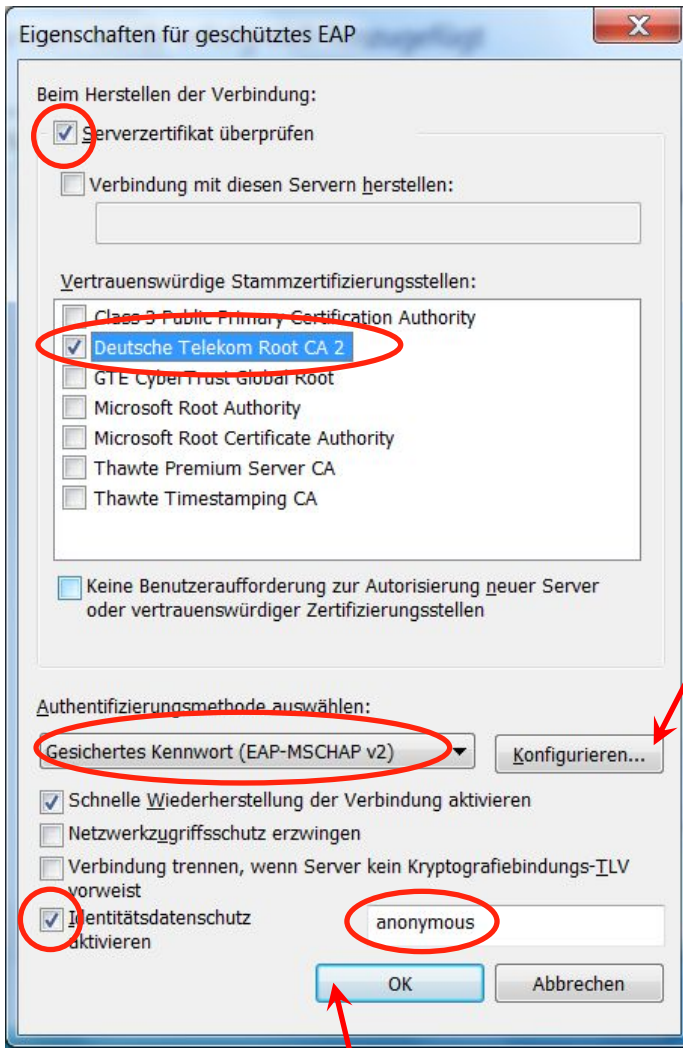 Eigenschaften für geschütztes EAP
Beim Herstellen der Verbindung:
Serverzertifikat überprüfen
Verbindung mit diesen Servern herstellen:
Vertrauenswürdige Stammzertifizierungsstellen:
Class 3 Public Primary Certification Authority
Deutsche Telekom Root CA 2
GTE CyberTrust Global Root
Microsoft Root Authority
Microsoft Root Certificate Authority
Thawte Premium Server CA
Thawte Timestamping CA
Keine Benutzeraufforderung zur Autorisierung neuer Server
oder vertrauenswürdiger Zertifizierungsstellen
Authentifizierungsmethode auswählen:
Gesichertes Kennwort (EAP-MSCHAP v2)
Konfigurieren...
Schnelle Wiederherstellung der Verbindung aktivieren
Netzwerkzugriffsschutz erzwingen
Verbindung trennen, wenn Server kein Kryptografiebindungs-TLV
vorweist
Identitätsdatenschutz
aktivieren
anonymous
OK
Abbrechen